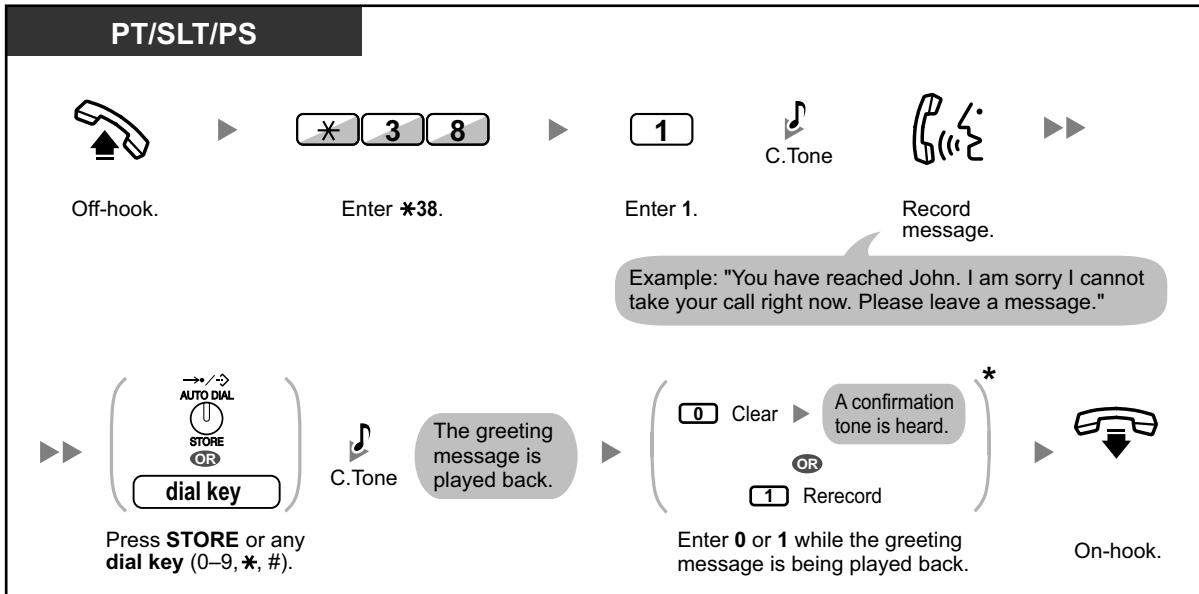 PT/SLT/PS
✳ 3 8
1
C.Tone
Off-hook.
Enter ✳38.
Enter 1.
Record
message.
Example: "You have reached John. I am sorry I cannot
take your call right now. Please leave a message."
AUTO DIAL
STORE
OR
dial key
Press STORE or any
dial key (0–9, ✳, #).
C.Tone
The greeting
message is
played back.
0 Clear
A confirmation
tone is heard.
OR
1 Rerecord
*
Enter 0 or 1 while the greeting
message is being played back.
On-hook.